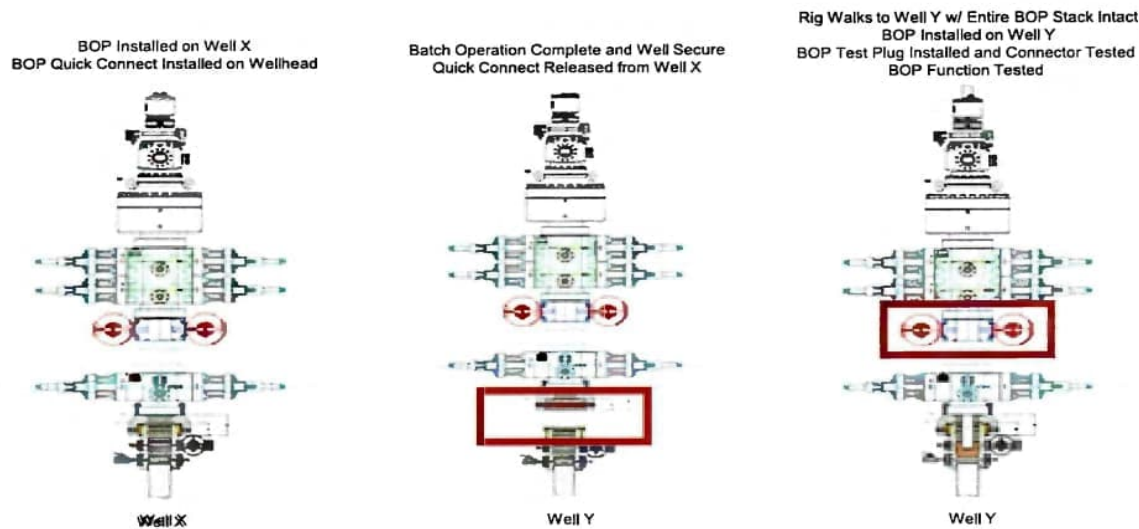 BOP Installed on Well X
BOP Quick Connect Installed on Wellhead
Batch Operation Complete and Well Secure
Quick Connect Released from Well X
Rig Walks to Well Y w/ Entire BOP Stack Intact
BOP Installed on Well Y
BOP Test Plug Installed and Connector Tested
BOP Function Tested
Well X
Well Y
Well Y